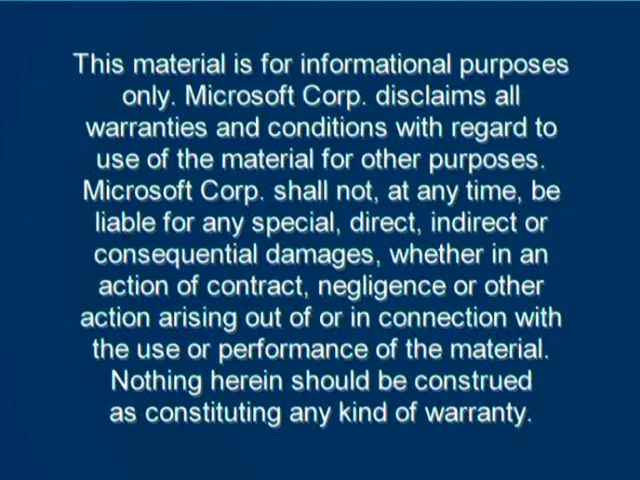 This material is for informational purposes
only. Microsoft Corp. disclaims all
warranties and conditions with regard to
use of the material for other purposes.
Microsoft Corp. shall not, at any time, be
liable for any special, direct, indirect or
consequential damages, whether in an
action of contract, negligence or other
action arising out of or in connection with
the use or performance of the material.
Nothing herein should be construed
as constituting any kind of warranty.